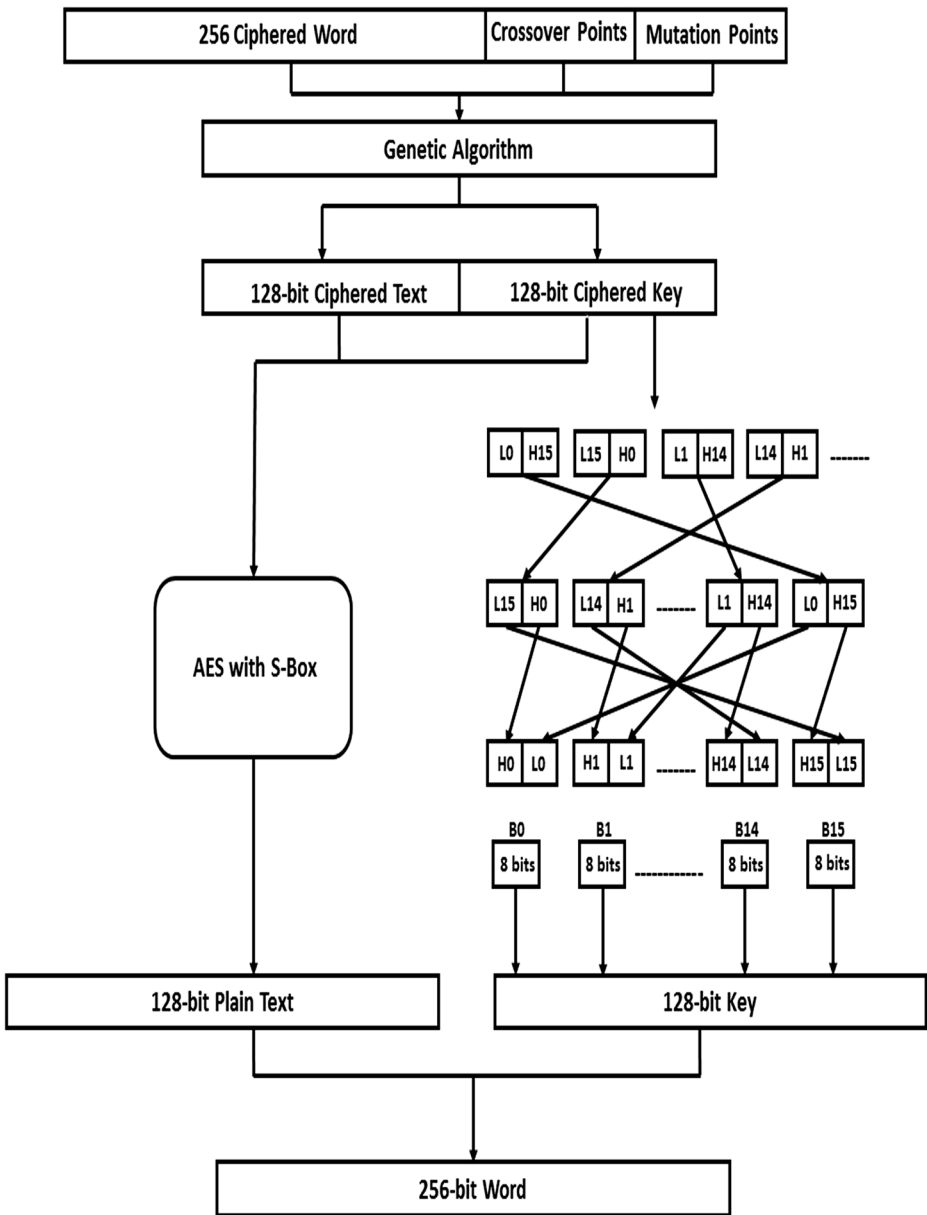 256 Ciphered Word Crossover Points Mutation Points
Genetic Algorithm
128-bit Ciphered Text 128-bit Ciphered Key
L0 H15 L15 H0 L1 H14 L14 H1 -------
L15 H0 L14 H1 ------- L1 H14 L0 H15
AES with S-Box
H0 L0 H1 L1 ------- H14 L14 H15 L15
B0 B1 B14 B15
8 bits 8 bits ------------ 8 bits 8 bits
128-bit Plain Text 128-bit Key
256-bit Word